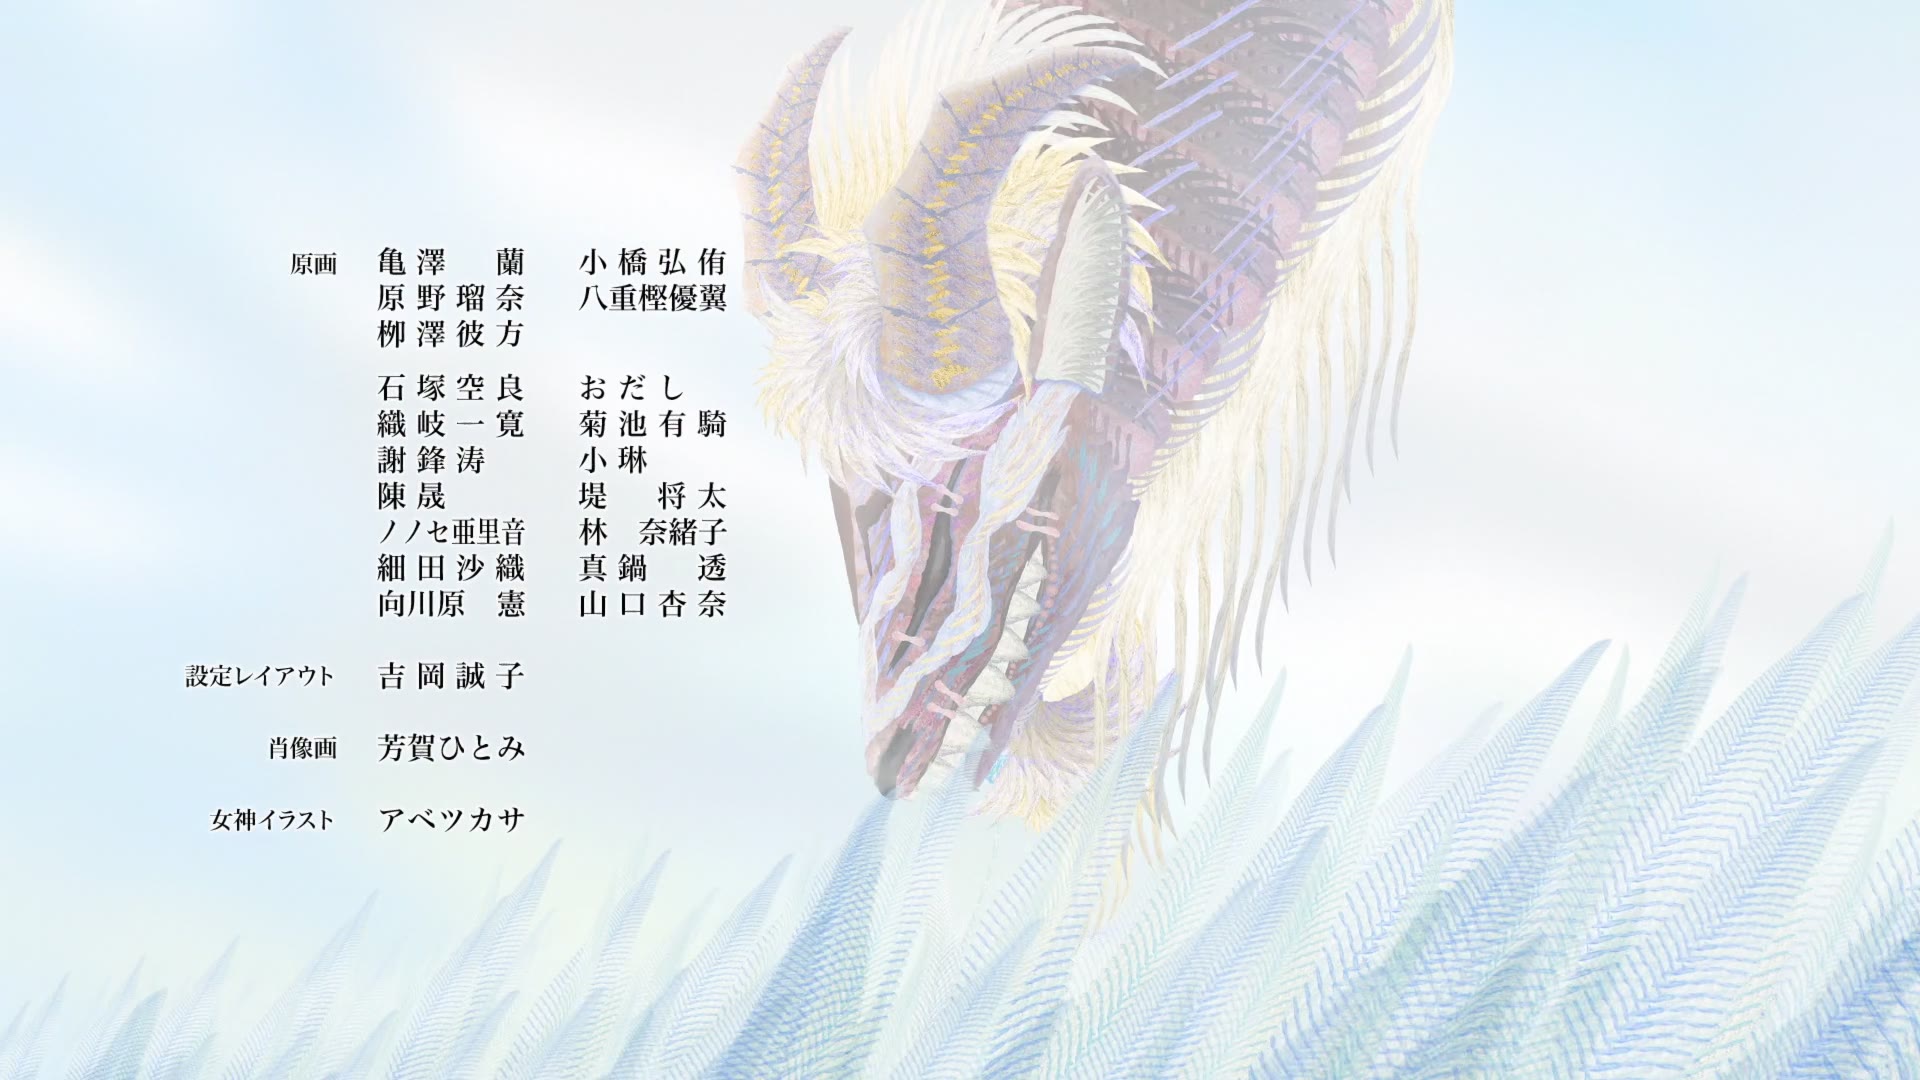 原画 亀澤 蘭 小橋弘侑
原野瑠奈 八重樫優翼
栁澤彼方
石塚空良 おだし
織岐一寛 菊池有騎
謝鋒涛 小琳
陳晟 堤 将太
ノノセ亜里音 林 奈緒子
細田沙織 真鍋 透
向川原 憲 山口杏奈
設定レイアウト 吉岡誠子
肖像画 芳賀ひとみ
女神イラスト アベツカサ